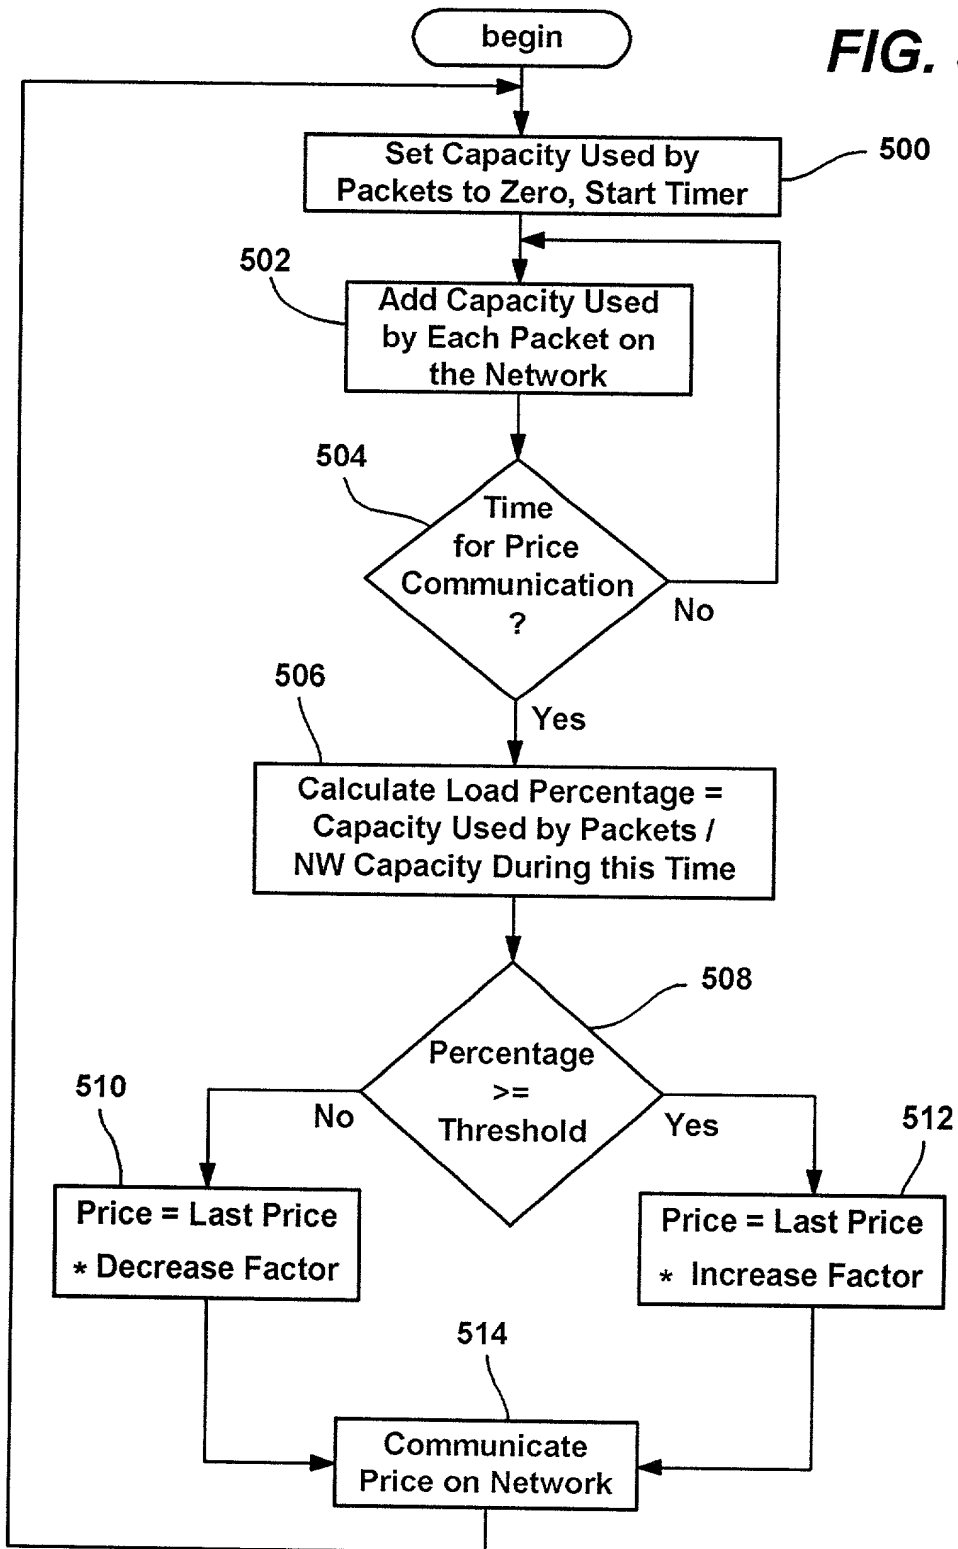 begin
FIG.
Set Capacity Used by
Packets to Zero, Start Timer
500
502
Add Capacity Used
by Each Packet on
the Network
504
Time
for Price
Communication
?
No
Yes
506
Calculate Load Percentage =
Capacity Used by Packets /
NW Capacity During this Time
508
Percentage
>=
Threshold
No
Yes
510
Price = Last Price
* Decrease Factor
512
Price = Last Price
* Increase Factor
514
Communicate
Price on Network